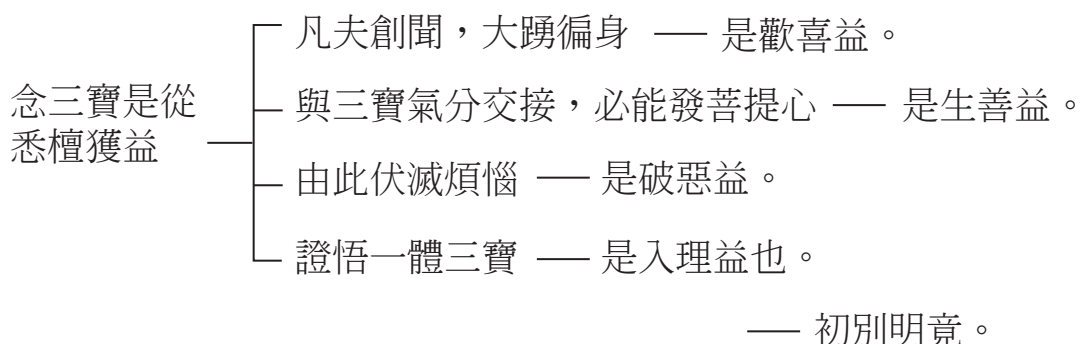 念三寶是從
悉檀獲益
凡夫創聞，大踴徧身 —— 是歡喜益。
與三寶氣分交接，必能發菩提心 —— 是生善益。
由此伏滅煩惱 —— 是破惡益。
證悟一體三寶 —— 是入理益也。
—— 初別明竟。